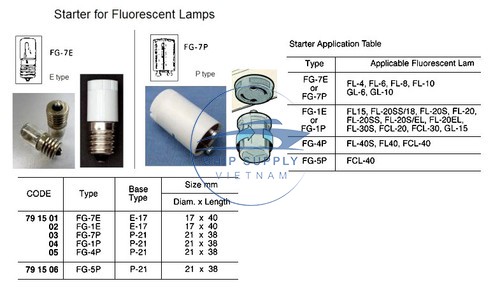 Starter for Fluorescent Lamps
FG-7E
E type
FG-7P
P type
Starter Application Table
Type Applicable Fluorescent Lam
FG-7E or FG-7P FL-4, FL-6, FL-8, FL-10 GL-6, GL-10
FG-1E or FG-1P FL15, FL-20SS/18, FL-20S, FL-20, FL-20SS, FL-20S/EL, FL-20EL, FL-30S, FCL-20, FCL-30, GL-15
FG-4P FL-40S, FL40, FCL-40
FG-5P FCL-40
SUPPLY
VIETNAM
CODE Type Base Type Size mm Diam. x Length
79 15 01 FG-7E E-17 17 x 40
02 FG-1E E-17 17 x 40
03 FG-7P P-21 21 x 38
04 FG-1P P-21 21 x 38
05 FG-4P P-21 21 x 38
79 15 06 FG-5P P-21 21 x 38